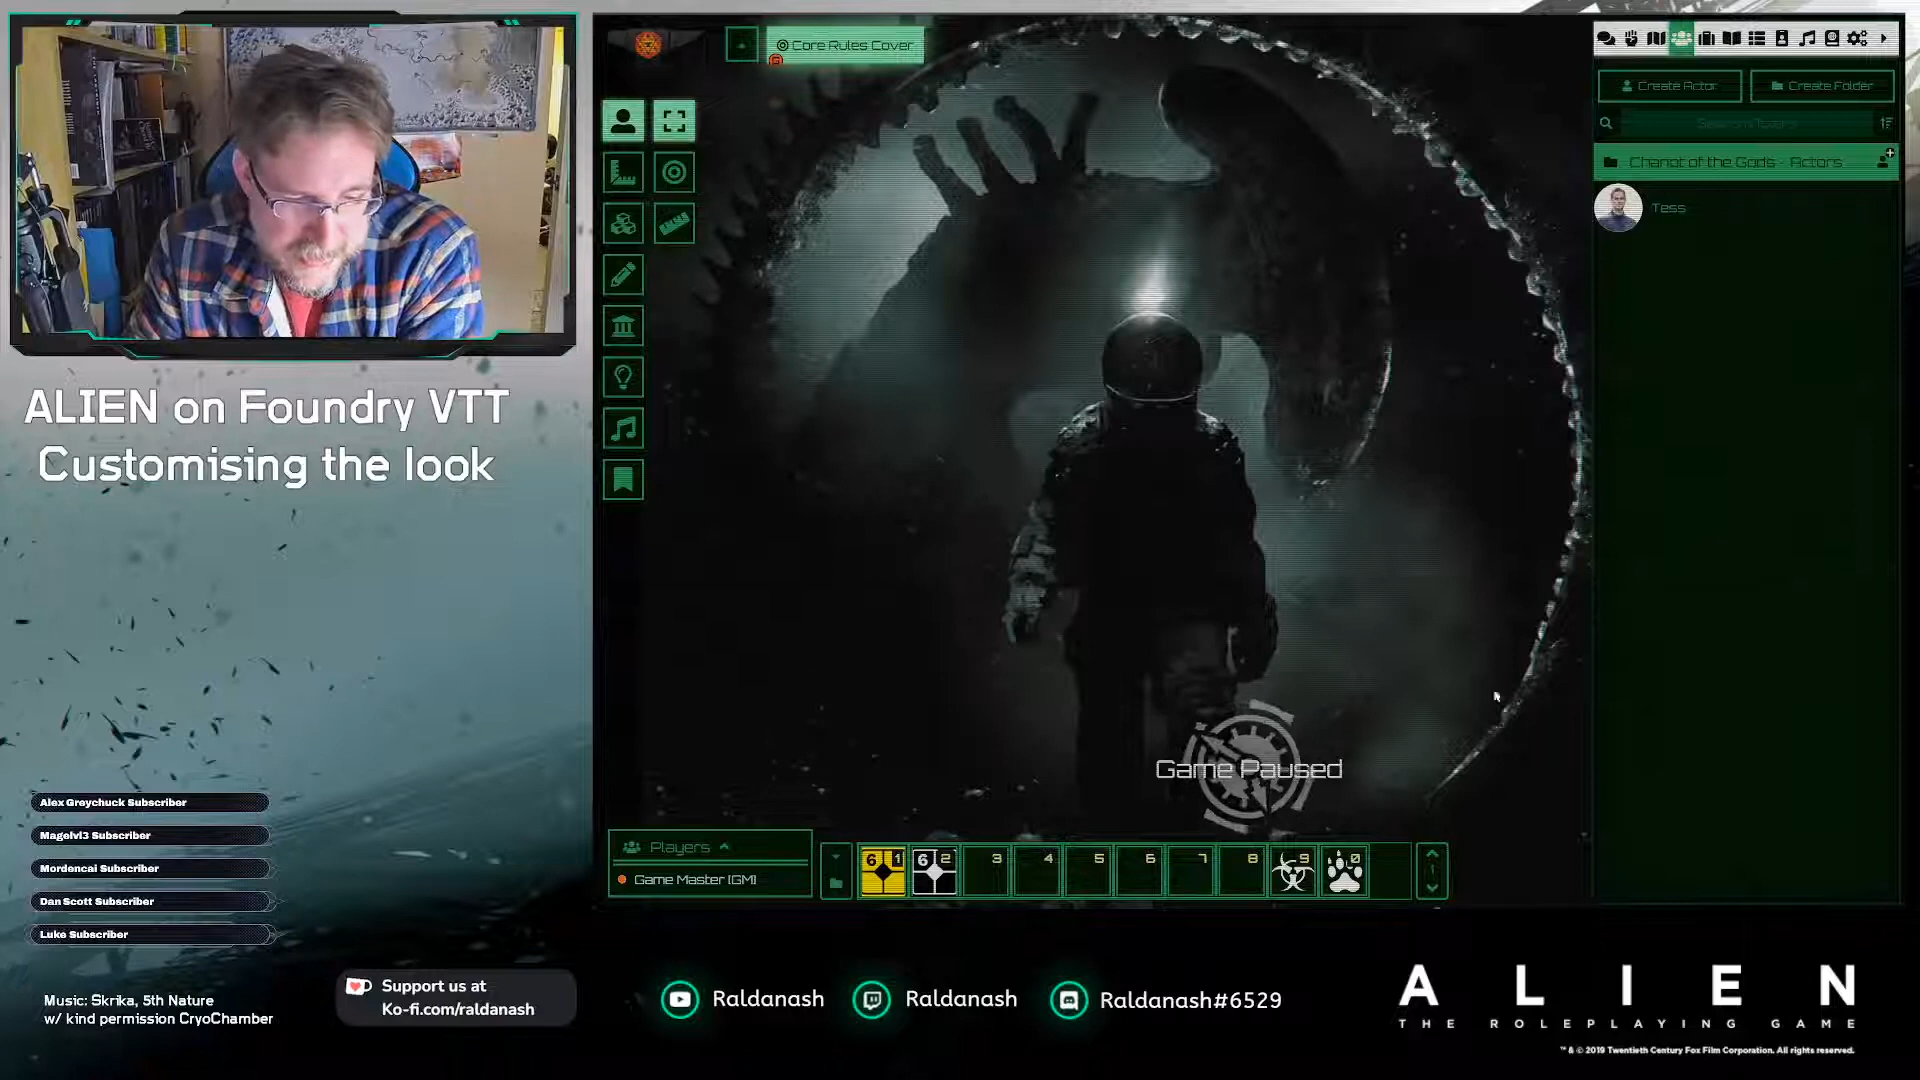 Core Rules Cover
Create Actor
Create Folder
Chariot of the Gods - Actors
Tess
ALIEN on Foundry VTT
Customising the look
Game Paused
Players
Game Master [GM]
6 1
6 2
3
4
5
6
7
8
9
0
1
Alex Greychuck Subscriber
Magelvl3 Subscriber
Mordencai Subscriber
Dan Scott Subscriber
Luke Subscriber
Music: Skrika, 5th Nature
w/ kind permission CryoChamber
Support us at
Ko-fi.com/raldanash
Raldanash
Raldanash
Raldanash#6529
ALIEN
THE ROLEPLAYING GAME
™ & © 2019 Twentieth Century Fox Film Corporation. All rights reserved.